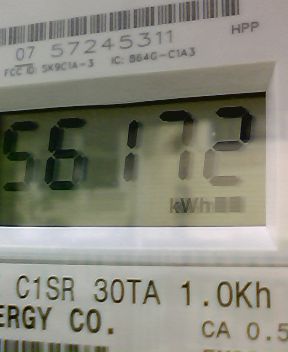 07 57245311
HPP
FCC ID: SK9C1A-3 IC: 864G-C1A3
56172
kWh
C1SR 30TA 1.0Kh
ERGY CO.
CA 0.5